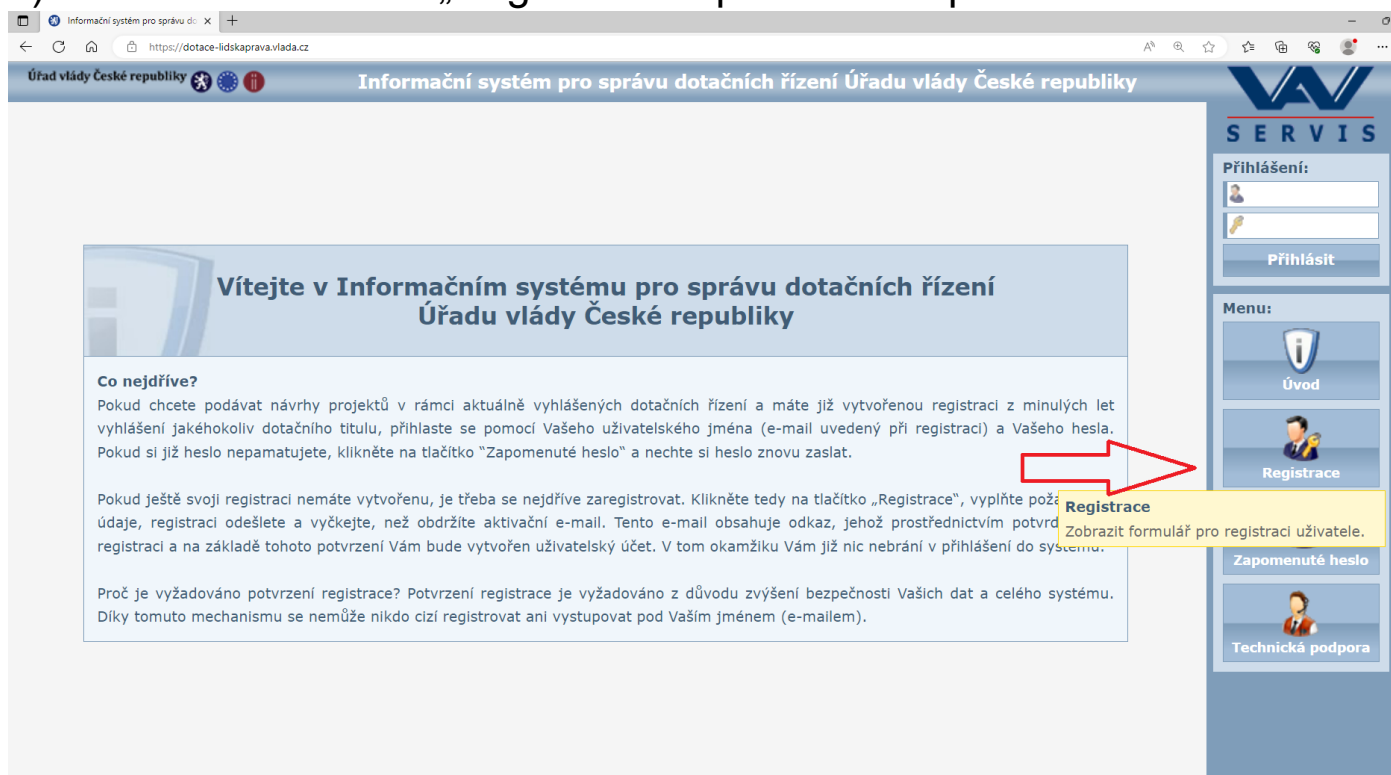 Informační systém pro správu do
https://dotace-lidskaprava.vlada.cz
Úřad vlády České republiky
Informační systém pro správu dotačních řízení Úřadu vlády České republiky
VAV
SERVIS
Přihlášení:
Přihlásit
Menu:
Úvod
Registrace
Zapomenuté heslo
Technická podpora
Vítejte v Informačním systému pro správu dotačních řízení
Úřadu vlády České republiky
Co nejdříve?
Pokud chcete podávat návrhy projektů v rámci aktuálně vyhlášených dotačních řízení a máte již vytvořenou registraci z minulých let
vyhlášení jakéhokoliv dotačního titulu, přihlaste se pomocí Vašeho uživatelského jména (e-mail uvedený při registraci) a Vašeho hesla.
Pokud si již heslo nepamatujete, klikněte na tlačítko "Zapomenuté heslo" a nechte si heslo znovu zaslat.
Pokud ještě svoji registraci nemáte vytvořenu, je třeba se nejdříve zaregistrovat. Klikněte tedy na tlačítko „Registrace", vyplňte
údaje, registraci odešlete a vyčkejte, než obdržíte aktivační e-mail. Tento e-mail obsahuje odkaz, jehož prostřednictvím
registraci a na základě tohoto potvrzení Vám bude vytvořen uživatelský účet. V tom okamžiku Vám již nic nebrání v přihlášení do systému.
Proč je vyžadováno potvrzení registrace? Potvrzení registrace je vyžadováno z důvodu zvýšení bezpečnosti Vašich dat a celého systému.
Díky tomuto mechanismu se nemůže nikdo cizí registrovat ani vystupovat pod Vaším jménem (e-mailem).
Registrace
Zobrazit formulář pro registraci uživatele.